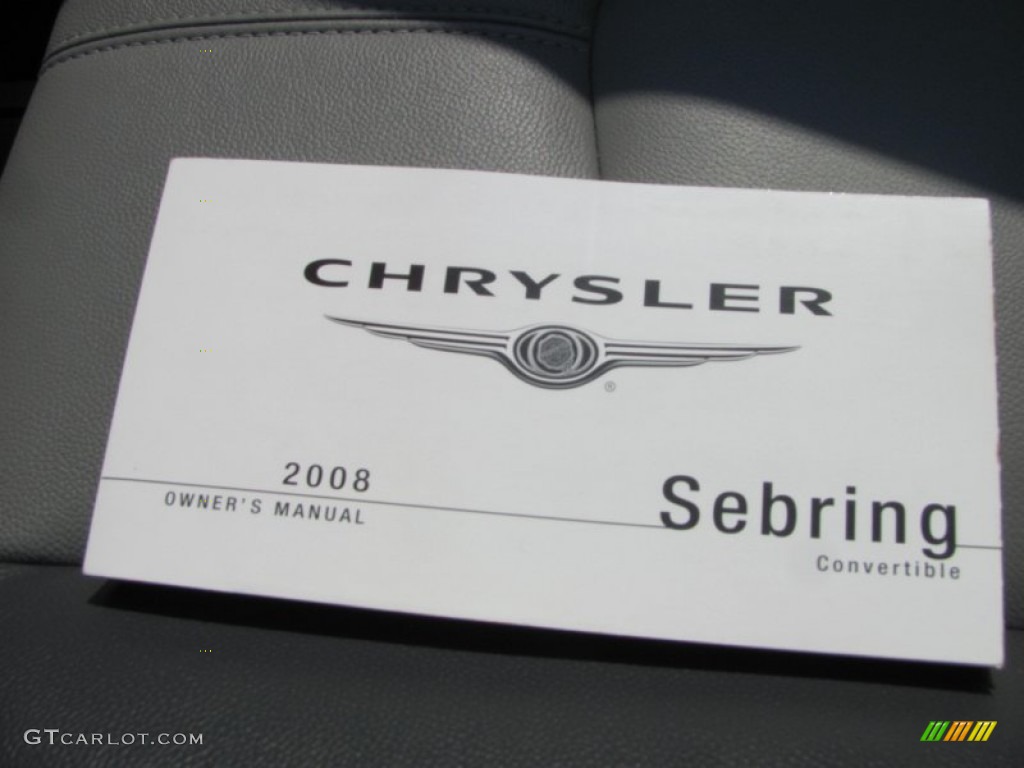 CHRYSLER
®
2008
OWNER'S MANUAL
Sebring
Convertible
GTCARLOT.COM